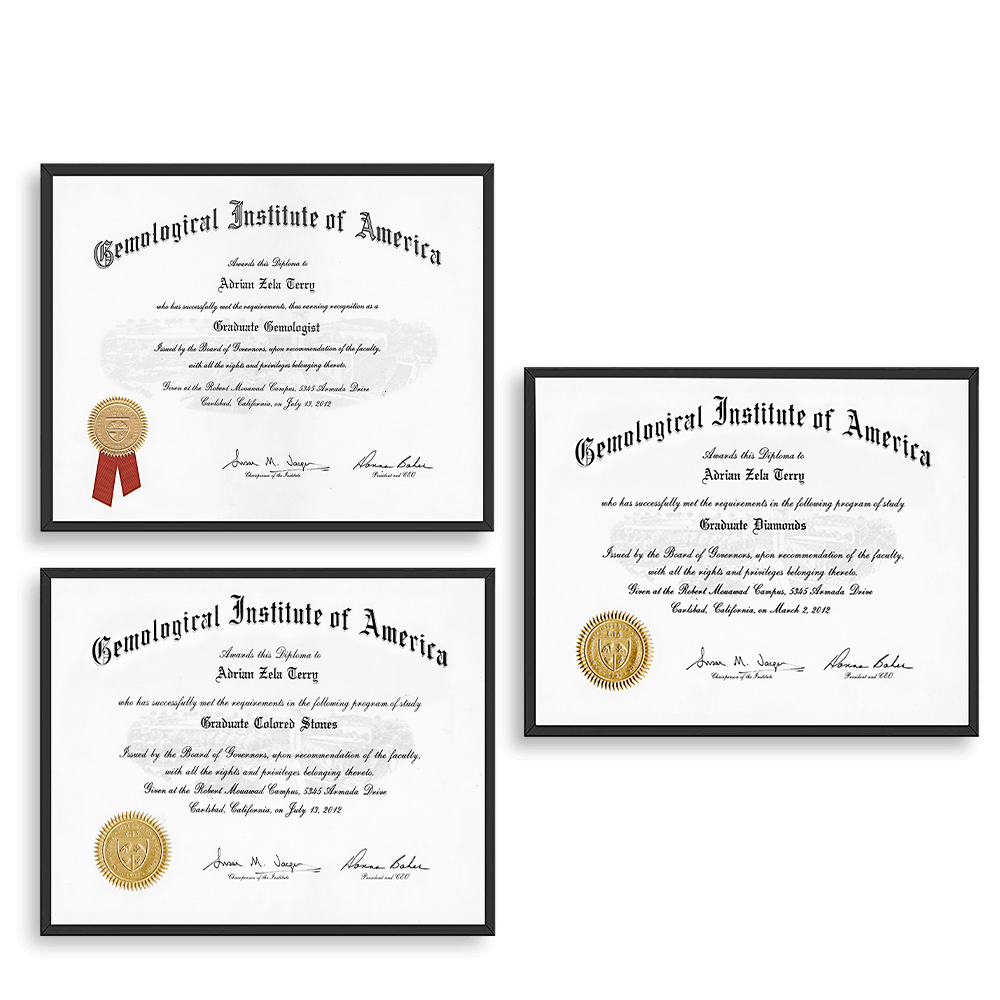 Gemological Institute of America
Awards this Diploma to
Adrian Zela Terry
who has successfully met the requirements, thus earning recognition as a
Graduate Gemologist
Issued by the Board of Governors, upon recommendation of the faculty,
with all the rights and privileges belonging thereto.
Given at the Robert Mouawad Campus, 5345 Armada Drive
Carlsbad, California, on July 13, 2012
Susan M. Jacques Donna Baker
Chairperson of the Institute President and CEO
Gemological Institute of America
Awards this Diploma to
Adrian Zela Terry
who has successfully met the requirements in the following program of study
Graduate Diamonds
Issued by the Board of Governors, upon recommendation of the faculty,
with all the rights and privileges belonging thereto.
Given at the Robert Mouawad Campus, 5345 Armada Drive
Carlsbad, California, on March 2, 2012
Susan M. Jacques Donna Baker
Chairperson of the Institute President and CEO
Gemological Institute of America
Awards this Diploma to
Adrian Zela Terry
who has successfully met the requirements in the following program of study
Graduate Colored Stones
Issued by the Board of Governors, upon recommendation of the faculty,
with all the rights and privileges belonging thereto.
Given at the Robert Mouawad Campus, 5345 Armada Drive
Carlsbad, California, on July 13, 2012
Susan M. Jacques Donna Baker
Chairperson of the Institute President and CEO